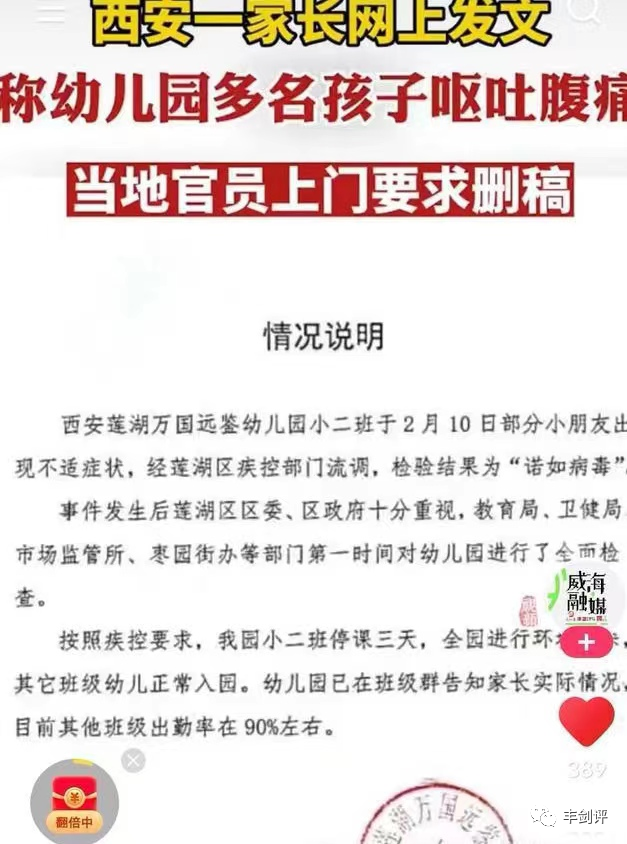 西安一家长网上发文
称幼儿园多名孩子呕吐腹痛
当地官员上门要求删稿
情况说明
西安莲湖万国远鉴幼儿园小二班于2月10日部分小朋友出
现不适症状，经莲湖区疾控部门流调，检验结果为“诺如病毒”
事件发生后莲湖区区委、区政府十分重视，教育局、卫健局
市场监管所、枣园街办等部门第一时间对幼儿园进行了全面检
查。
威海
融媒
按照疾控要求，我园小二班停课三天，全园进行环
其它班级幼儿正常入园。幼儿园已在班级群告知家长实际情况，
目前其他班级出勤率在90%左右。
389
翻倍中
莲湖万国远
丰剑评